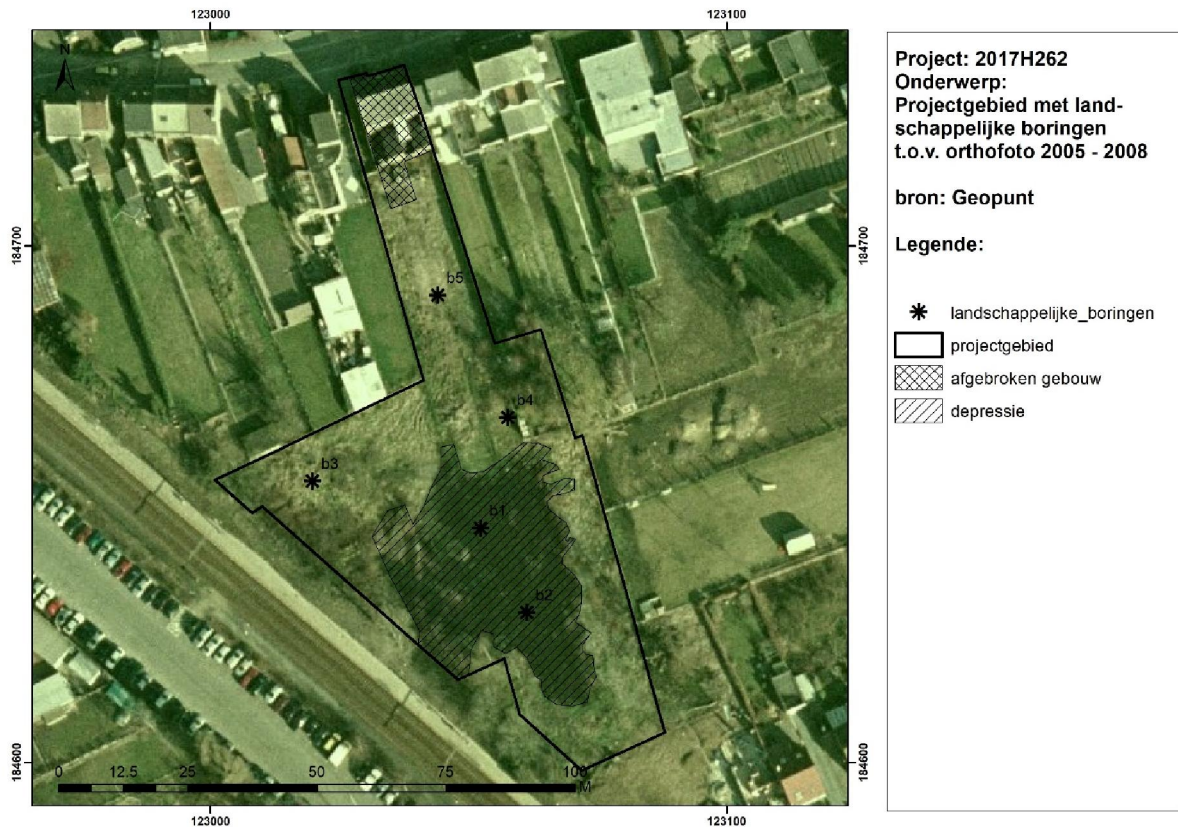 123000
123100
N
184700
184700
b5
b4
b3
b1
b2
184600
184600
0
12.5
25
50
75
100
M
123000
123100
Project: 2017H262
Onderwerp:
Projectgebied met land-
schappelijke boringen
t.o.v. orthofoto 2005 - 2008
bron: Geopunt
Legende:
landschappelijke_boringen
projectgebied
afgebroken gebouw
depressie